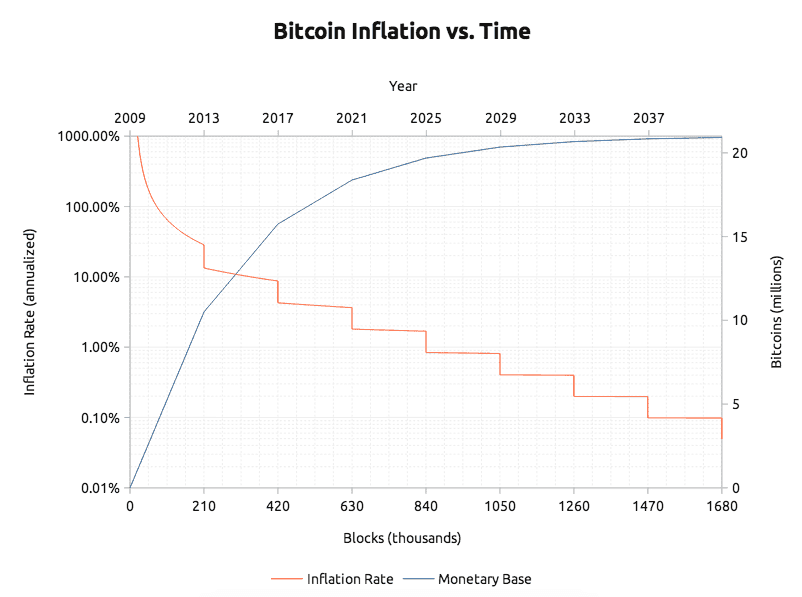 Bitcoin Inflation vs. Time
Year
2009 2013 2017 2021 2025 2029 2033 2037
1000.00%
100.00%
10.00%
1.00%
0.10%
0.01%
Inflation Rate (annualized)
20
15
10
5
0
Bitcoins (millions)
0 210 420 630 840 1050 1260 1470 1680
Blocks (thousands)
Inflation Rate Monetary Base